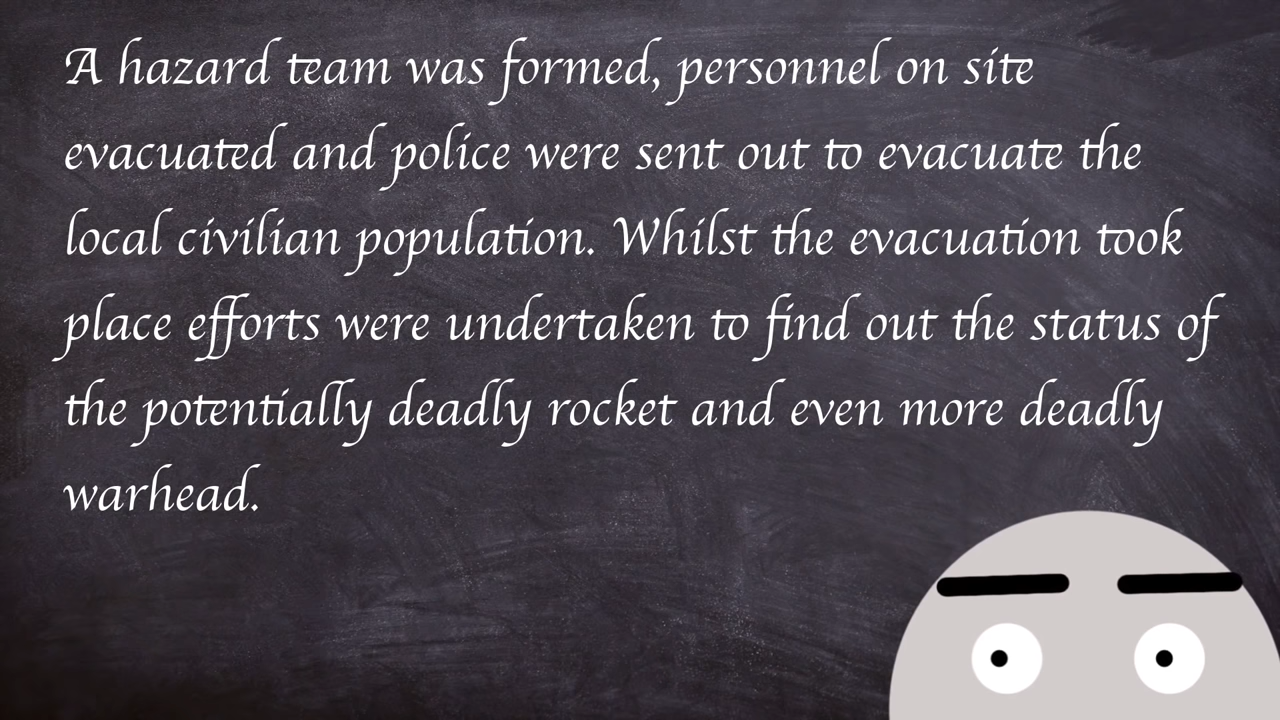 A hazard team was formed, personnel on site
evacuated and police were sent out to evacuate the
local civilian population. Whilst the evacuation took
place efforts were undertaken to find out the status of
the potentially deadly rocket and even more deadly
warhead.